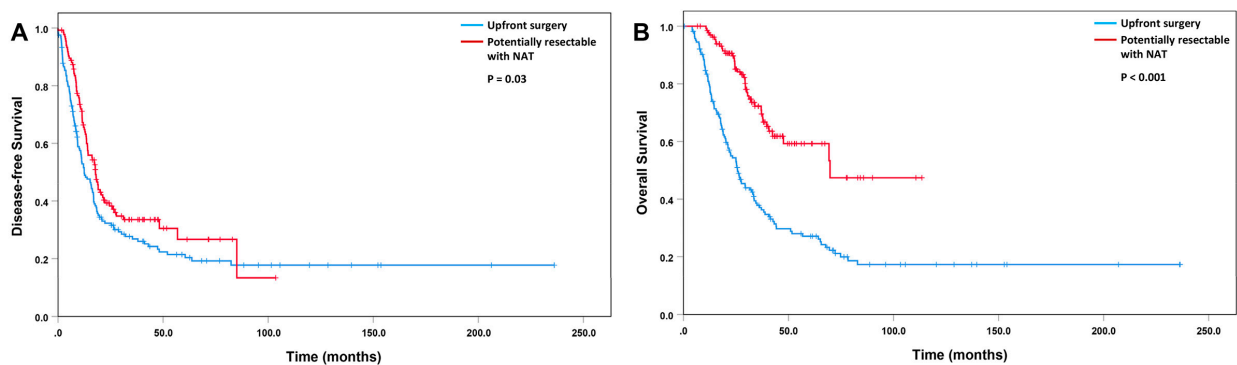 A
Upfront surgery
Potentially resectable
with NAT
P = 0.03
Disease-free Survival
1.0
0.8
0.6
0.4
0.2
0.0
.0
50.0
100.0
150.0
200.0
250.0
Time (months)
B
Upfront surgery
Potentially resectable
with NAT
P < 0.001
Overall Survival
1.0
0.8
0.6
0.4
0.2
0.0
.0
50.0
100.0
150.0
200.0
250.0
Time (months)